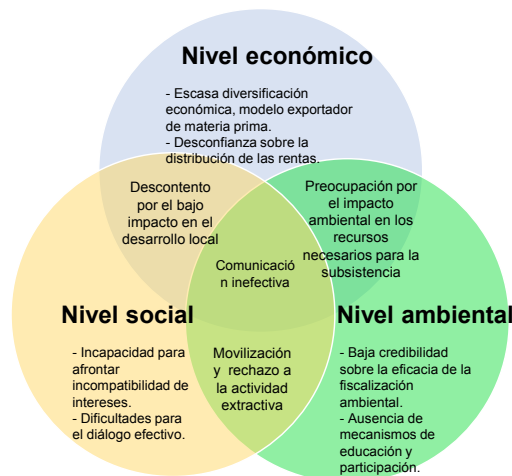 Nivel económico
- Escasa diversificación
económica, modelo exportador
de materia prima.
- Desconfianza sobre la
distribución de las rentas.
Descontento
por el bajo
impacto en el
desarrollo local
Preocupación por
el impacto
ambiental en los
recursos
necesarios para la
subsistencia
Comunicació
n inefectiva
Nivel social
- Incapacidad para
afrontar
incompatibilidad de
intereses.
- Dificultades para
el diálogo efectivo.
Movilización
y rechazo a
la actividad
extractiva
Nivel ambiental
- Baja credibilidad
sobre la eficacia de la
fiscalización
ambiental.
- Ausencia de
mecanismos de
educación y
participación.